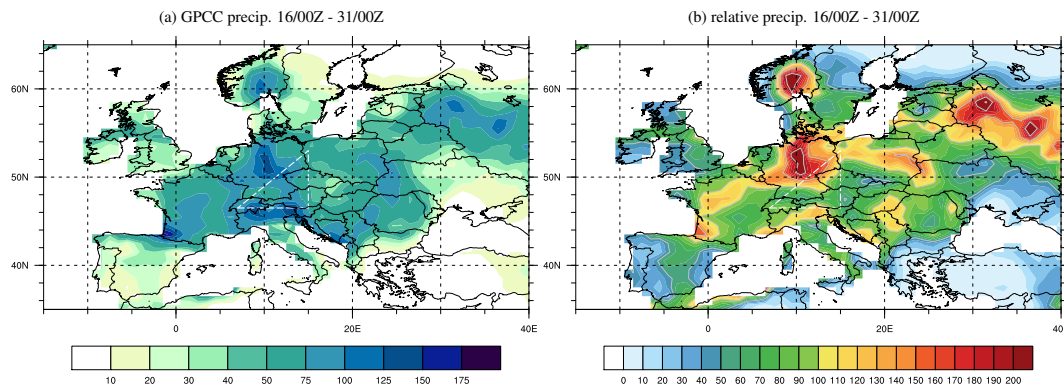 (a) GPCC precip. 16/00Z - 31/00Z
60N
50N
40N
0 20E 40E
10 20 30 40 50 75 100 125 150 175
(b) relative precip. 16/00Z - 31/00Z
60N
50N
40N
0 20E 40E
0 10 20 30 40 50 60 70 80 90 100 110 120 130 140 150 160 170 180 190 200